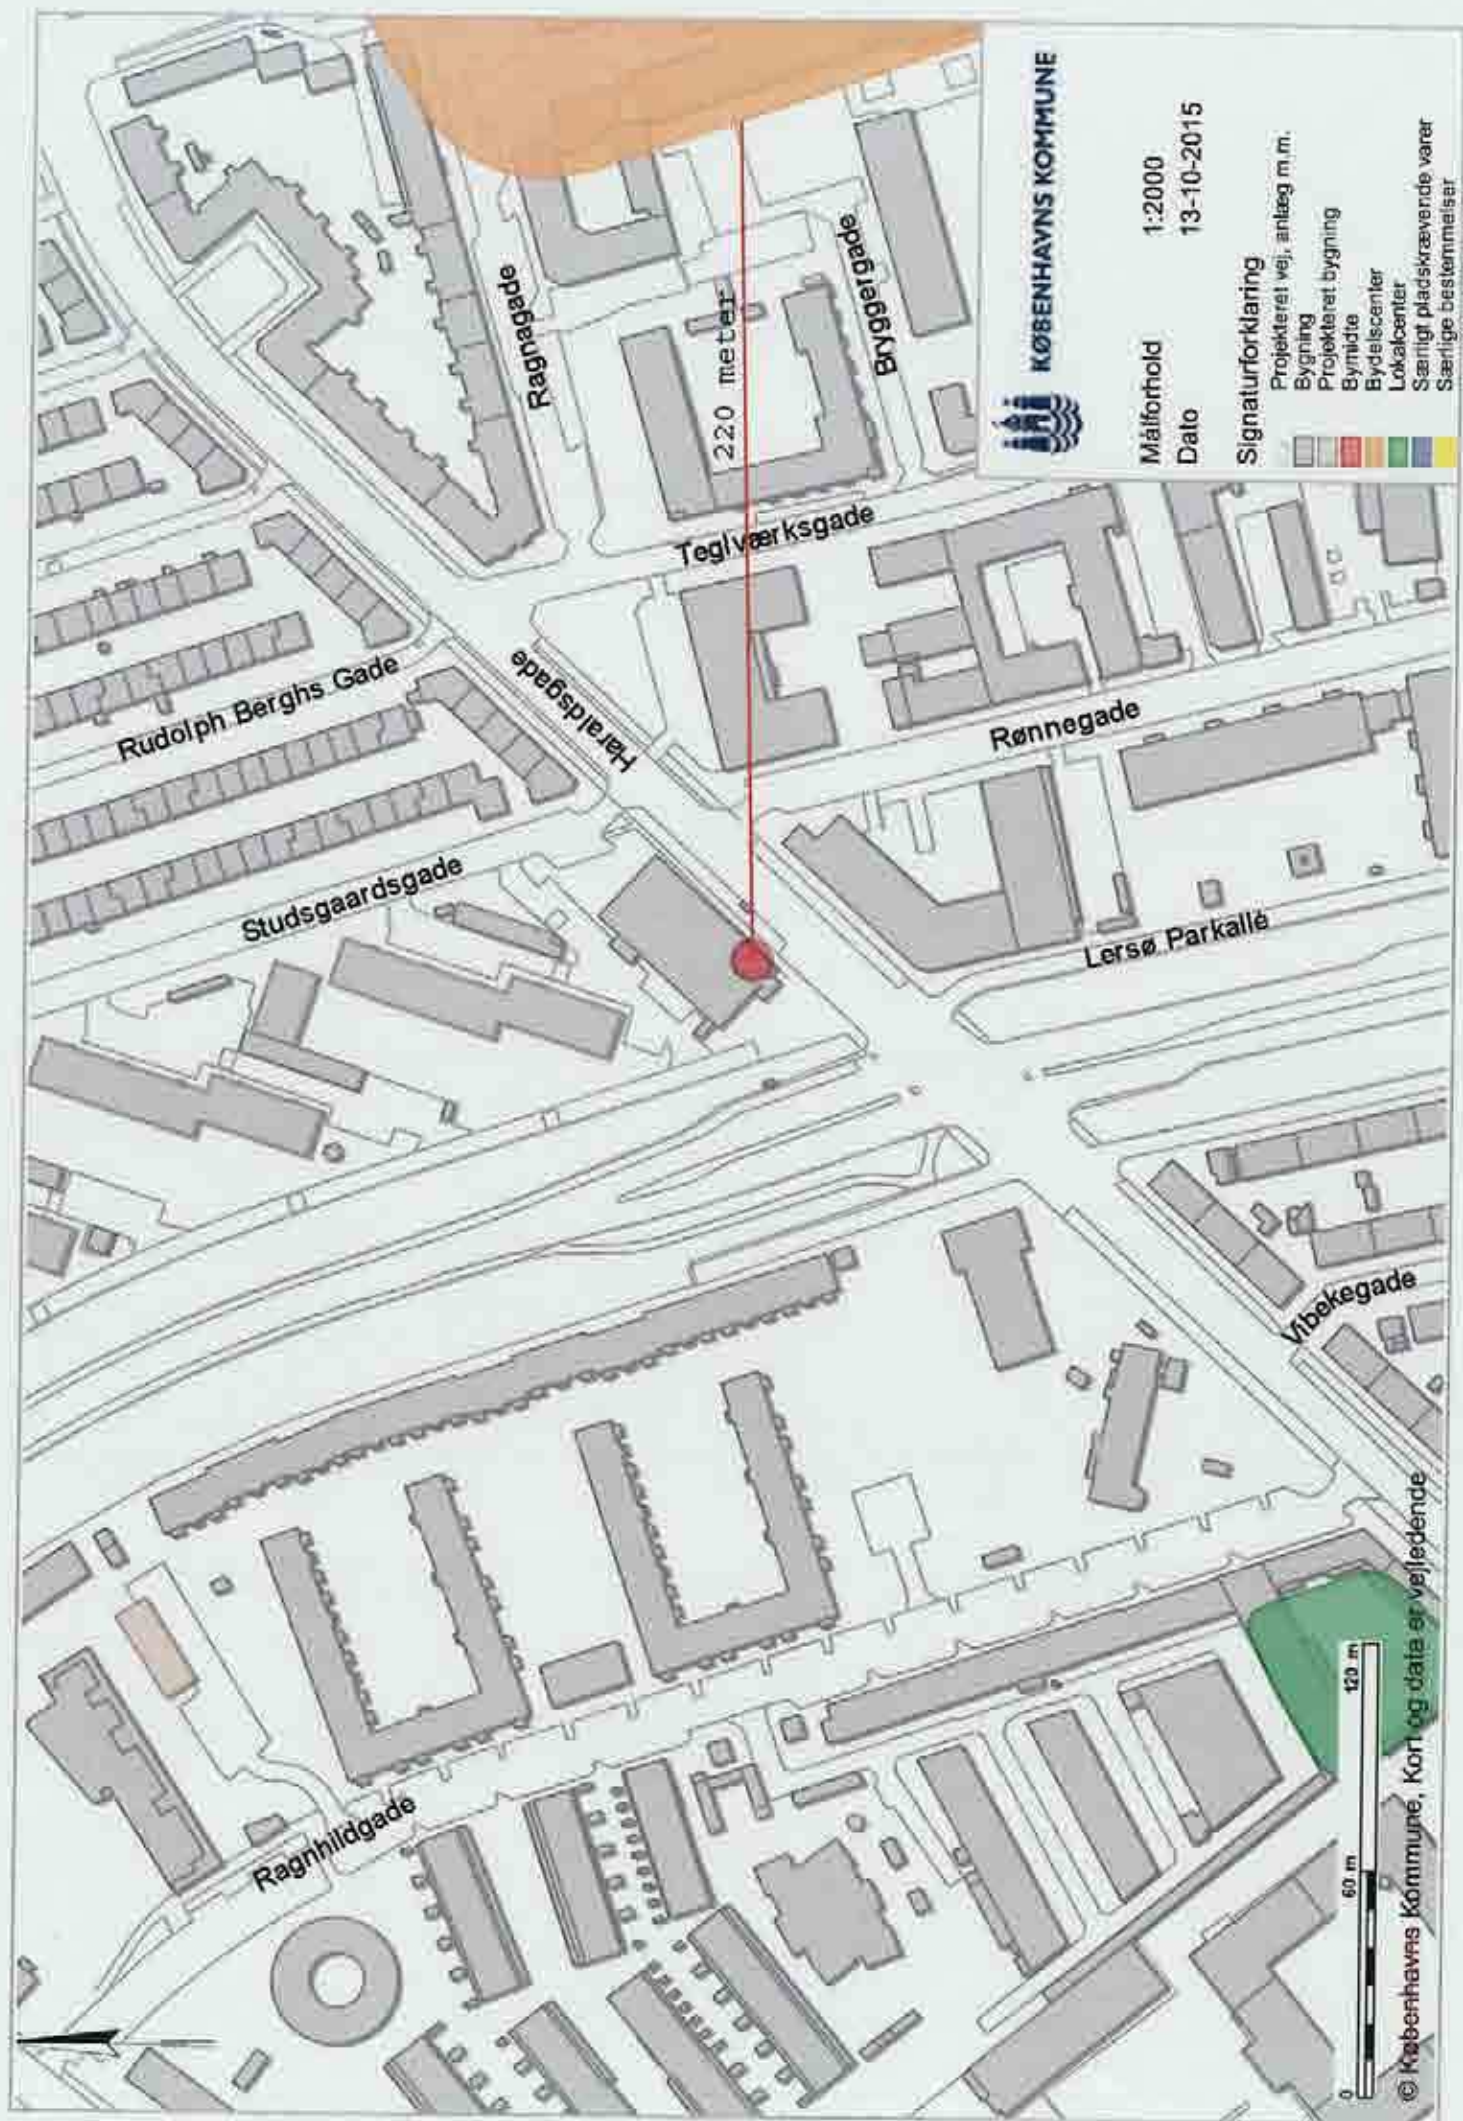 KØBENHAVNS KOMMUNE
Målforhold 1:2000
Dato 13-10-2015
Signaturforklaring
Projekteret vej, anlæg m.m.
Bygning
Projekteret bygning
Bymidte
Bydelscenter
Lokalcenter
Særligt pladskrævende varer
Særlige bestemmelser
Ragnagade
Bryggergade
220 meter
Teglværksgade
Haraldsgade
Rudolph Berghs Gade
Rønnegade
Studsgaardsgade
Lersø Parkallé
Vibekegade
Ragnhildgade
0 60 m 120 m
© Københavns Kommune, Kort og data er vejledende